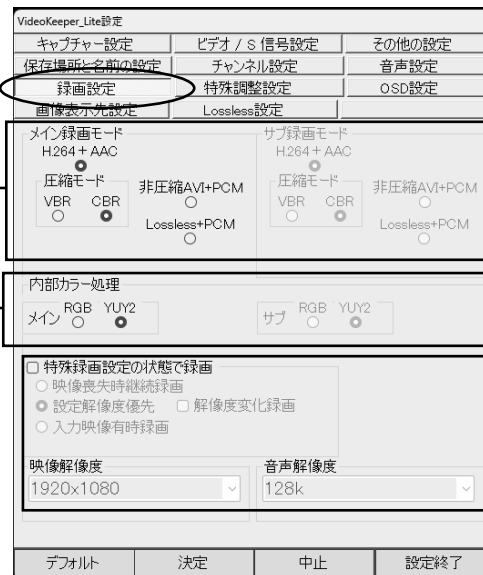 VideoKeeper_Lite設定
キャプチャー設定 ビデオ / S 信号設定 その他の設定
保存場所と名前の設定 チャンネル設定 音声設定
録画設定 特殊調整設定 OSD設定
画像表示先設定 Lossless設定
メイン録画モード サブ録画モード
H.264 + AAC H.264 + AAC
圧縮モード 非圧縮AVI+PCM 圧縮モード 非圧縮AVI+PCM
VBR CBR VBR CBR
Lossless+PCM Lossless+PCM
内部カラー処理
メイン RGB YUY2 サブ RGB YUY2
特殊録画設定の状態で録画
映像喪失時継続録画
設定解像度優先 解像度変化録画
入力映像有時録画
映像解像度 音声解像度
1920x1080 128k
デフォルト 決定 中止 設定終了